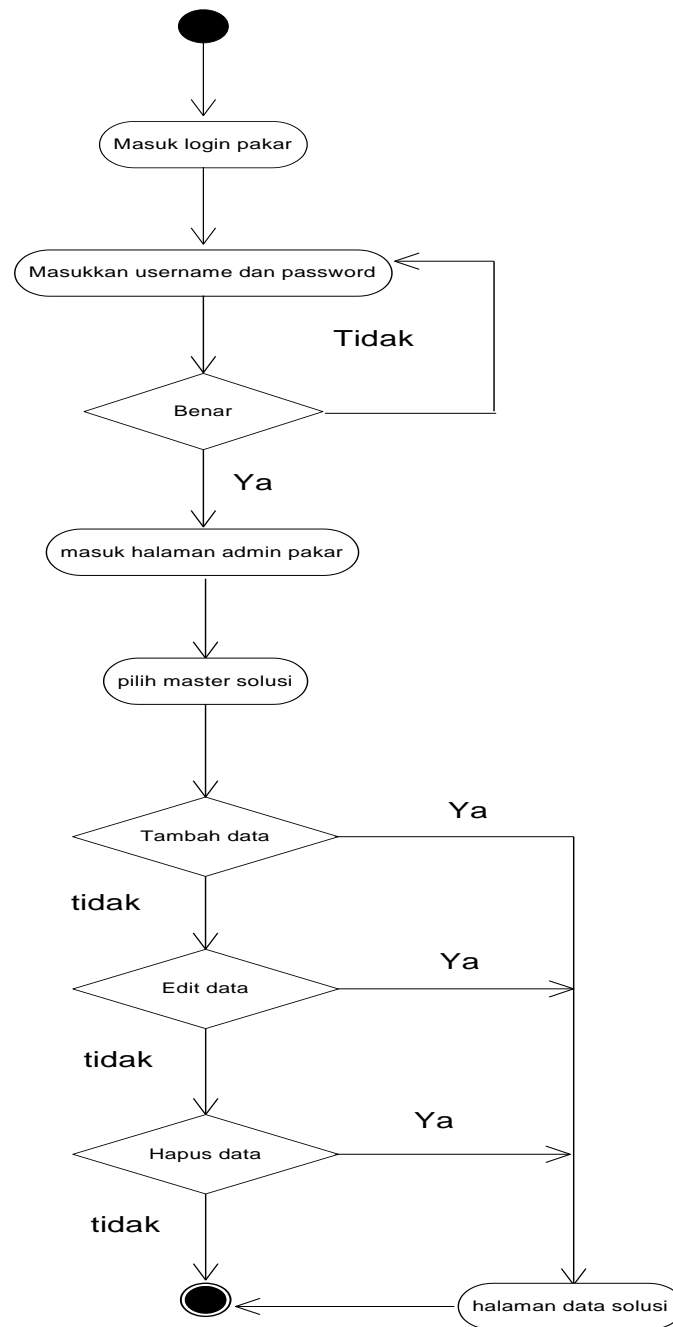 Masuk login pakar
Masukkan username dan password
Tidak
Benar
Ya
masuk halaman admin pakar
pilih master solusi
Ya
Tambah data
tidak
Ya
Edit data
tidak
Ya
Hapus data
tidak
halaman data solusi